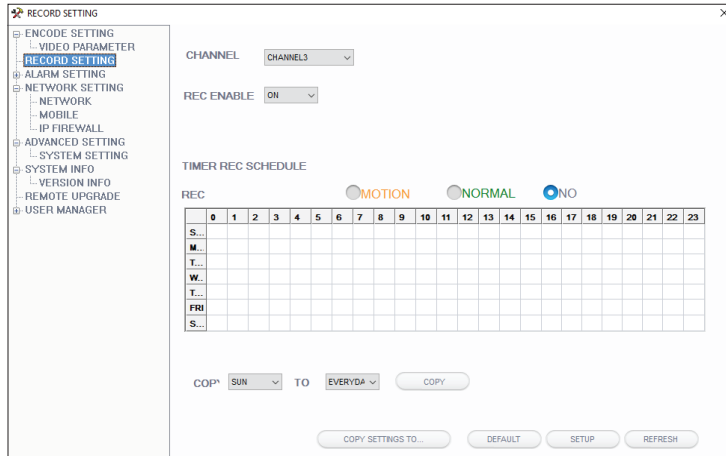 RECORD SETTING
ENCODE SETTING
VIDEO PARAMETER
RECORD SETTING
ALARM SETTING
NETWORK SETTING
NETWORK
MOBILE
IP FIREWALL
ADVANCED SETTING
SYSTEM SETTING
SYSTEM INFO
VERSION INFO
REMOTE UPGRADE
USER MANAGER
CHANNEL CHANNEL3
REC ENABLE ON
TIMER REC SCHEDULE
REC MOTION NORMAL NO
0 1 2 3 4 5 6 7 8 9 10 11 12 13 14 15 16 17 18 19 20 21 22 23
S...
M...
T...
W...
T...
FRI
S...
COPY SUN TO EVERYDA COPY
COPY SETTINGS TO... DEFAULT SETUP REFRESH